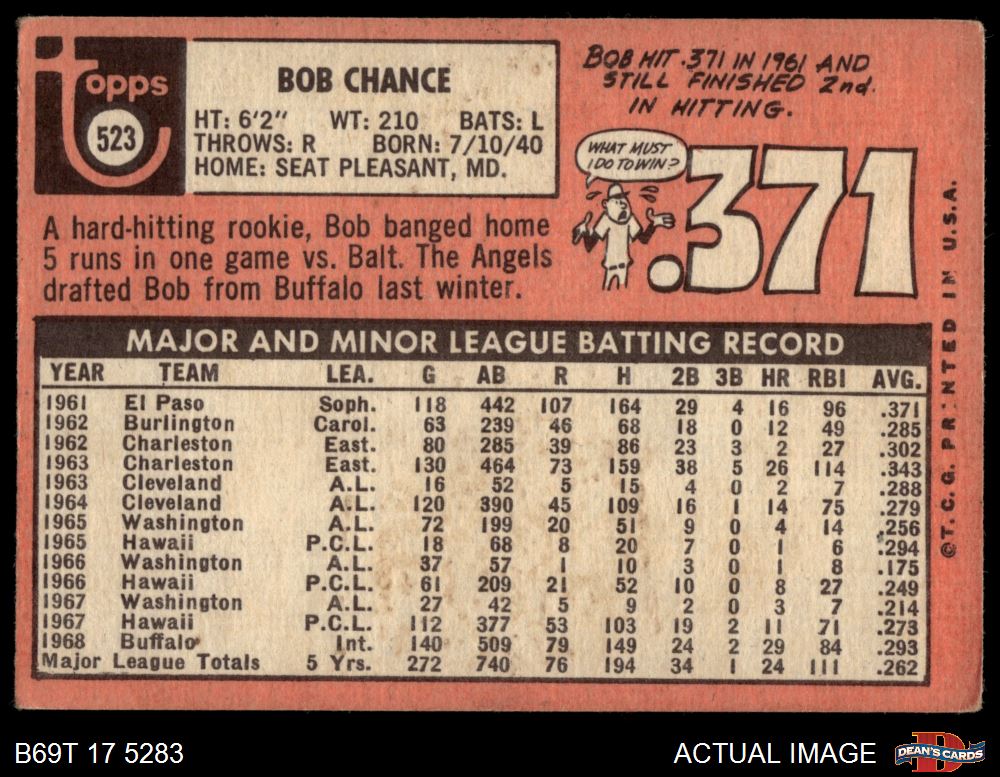 topps
523
BOB CHANCE
HT: 6'2" WT: 210 BATS: L
THROWS: R BORN: 7/10/40
HOME: SEAT PLEASANT, MD.
BOB HIT .371 IN 1961 AND
STILL FINISHED 2nd.
IN HITTING.
WHAT MUST
I DO TO WIN?
.371
A hard-hitting rookie, Bob banged home
5 runs in one game vs. Balt. The Angels
drafted Bob from Buffalo last winter.
MAJOR AND MINOR LEAGUE BATTING RECORD
YEAR TEAM LEA. G AB R H 2B 3B HR RBI AVG.
1961 El Paso Soph. 118 442 107 164 29 4 16 96 .371
1962 Burlington Carol. 63 239 46 68 18 0 12 49 .285
1962 Charleston East. 80 285 39 86 23 3 2 27 .302
1963 Charleston East. 130 464 73 159 38 5 26 114 .343
1963 Cleveland A.L. 16 52 5 15 4 0 2 7 .288
1964 Cleveland A.L. 120 390 45 109 16 1 14 75 .279
1965 Washington A.L. 72 199 20 51 9 0 4 14 .256
1965 Hawaii P.C.L. 18 68 8 20 7 0 1 6 .294
1966 Washington A.L. 37 57 1 10 3 0 1 8 .175
1966 Hawaii P.C.L. 61 209 21 52 10 0 8 27 .249
1967 Washington A.L. 27 42 5 9 2 0 3 7 .214
1967 Hawaii P.C.L. 112 377 53 103 19 2 11 71 .273
1968 Buffalo Int. 140 509 79 149 24 2 29 84 .293
Major League Totals 5 Yrs. 272 740 76 194 34 1 24 111 .262
©T.C.G. PRINTED IN U.S.A.
B69T 17 5283
ACTUAL IMAGE
DEAN'S CARDS